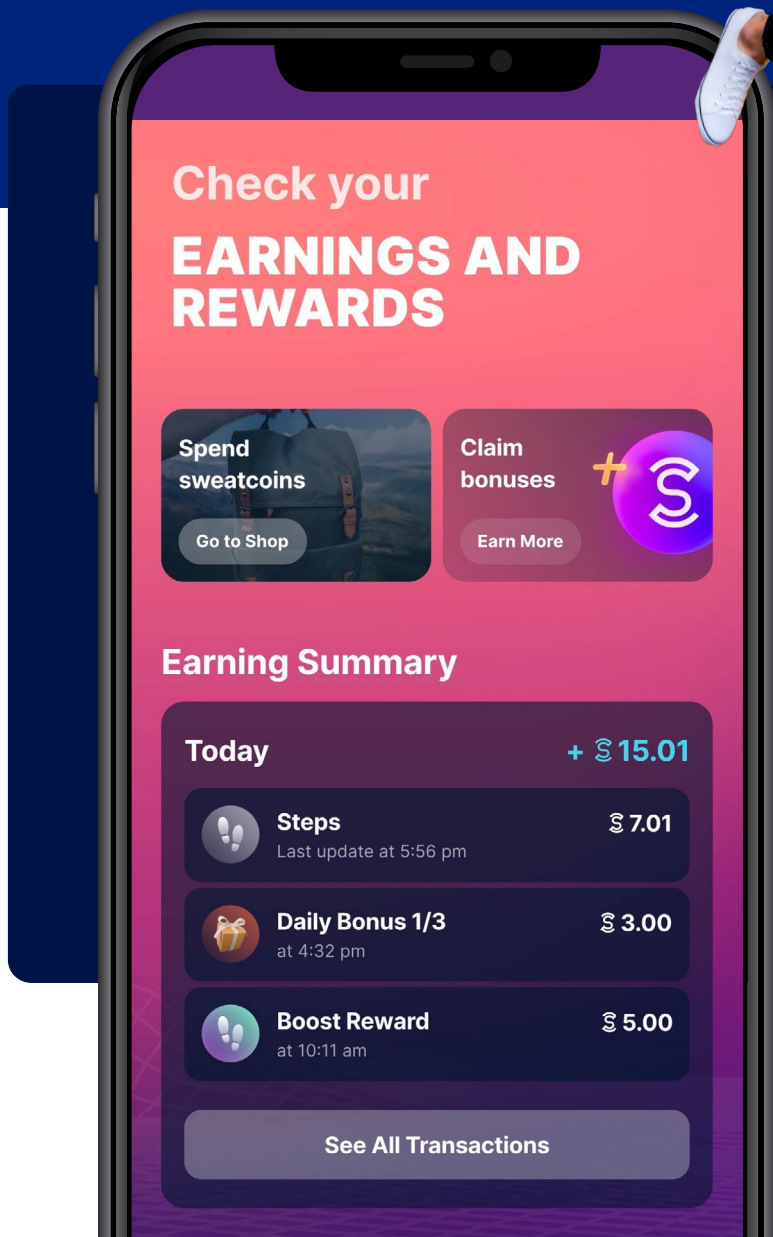 Check your
EARNINGS AND
REWARDS
Spend
sweatcoins
Go to Shop
Claim
bonuses
Earn More
Earning Summary
Today
+ 15.01
Steps
7.01
Last update at 5:56 pm
Daily Bonus 1/3
3.00
at 4:32 pm
Boost Reward
5.00
at 10:11 am
See All Transactions